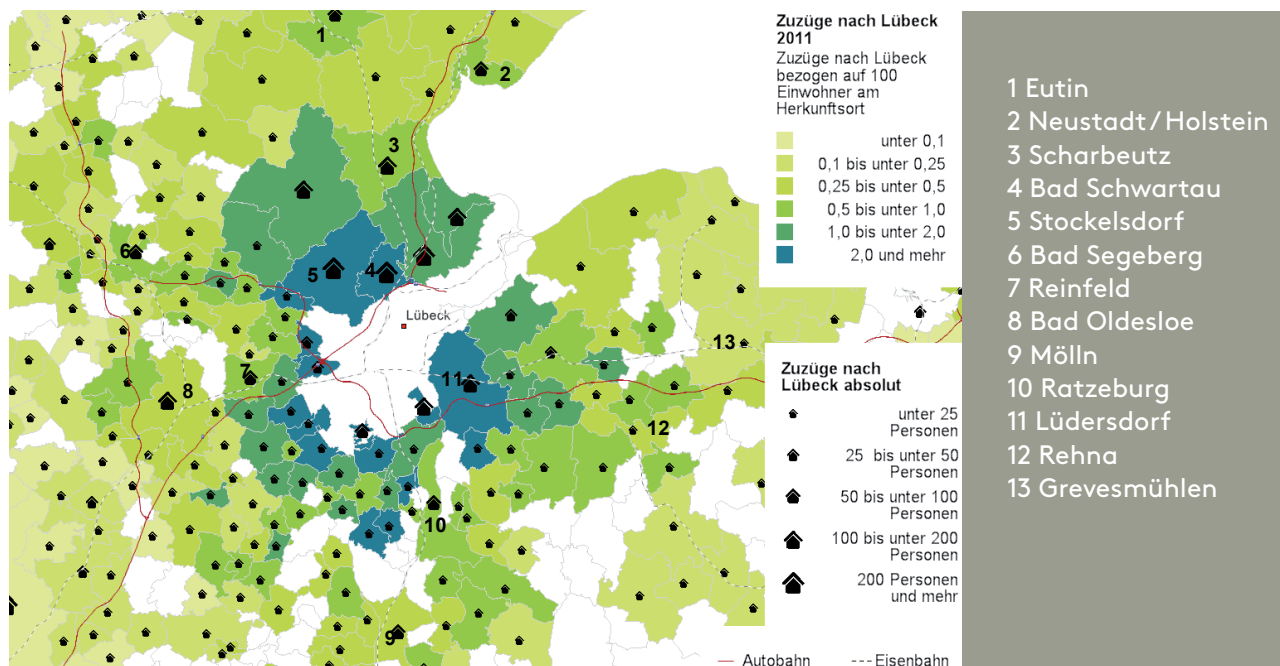 Zuzüge nach Lübeck
2011
Zuzüge nach Lübeck
bezogen auf 100
Einwohner am
Herkunftsort
unter 0,1
0,1 bis unter 0,25
0,25 bis unter 0,5
0,5 bis unter 1,0
1,0 bis unter 2,0
2,0 und mehr
Zuzüge nach
Lübeck absolut
unter 25
Personen
25 bis unter 50
Personen
50 bis unter 100
Personen
100 bis unter 200
Personen
200 Personen
und mehr
Autobahn
Eisenbahn
1
2
3
4
5
6
Lübeck
7
8
11
13
12
10
9
1 Eutin
2 Neustadt / Holstein
3 Scharbeutz
4 Bad Schwartau
5 Stockelsdorf
6 Bad Segeberg
7 Reinfeld
8 Bad Oldesloe
9 Mölln
10 Ratzeburg
11 Lüdersdorf
12 Rehna
13 Grevesmühlen